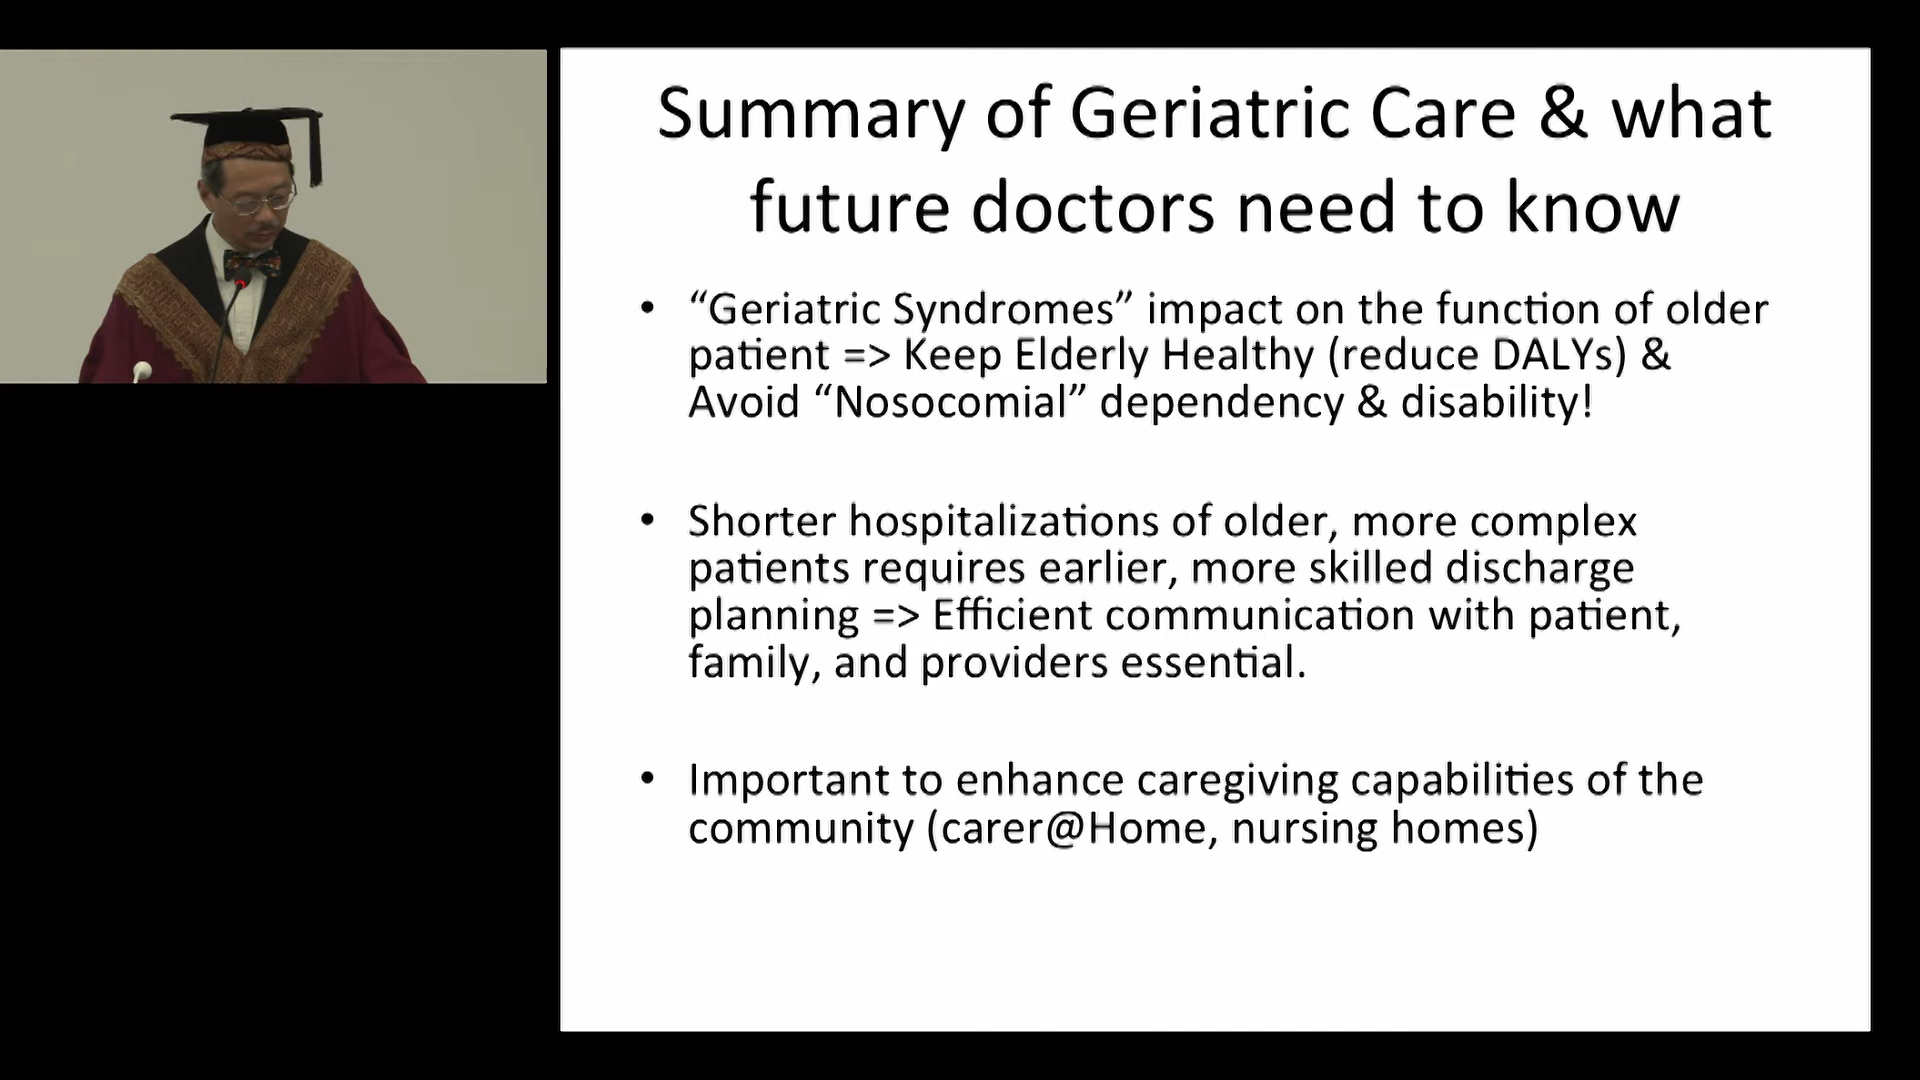 Summary of Geriatric Care & what
future doctors need to know
• “Geriatric Syndromes” impact on the function of older
patient => Keep Elderly Healthy (reduce DALYs) &
Avoid “Nosocomial” dependency & disability!
• Shorter hospitalizations of older, more complex
patients requires earlier, more skilled discharge
planning => Efficient communication with patient,
family, and providers essential.
• Important to enhance caregiving capabilities of the
community (carer@Home, nursing homes)